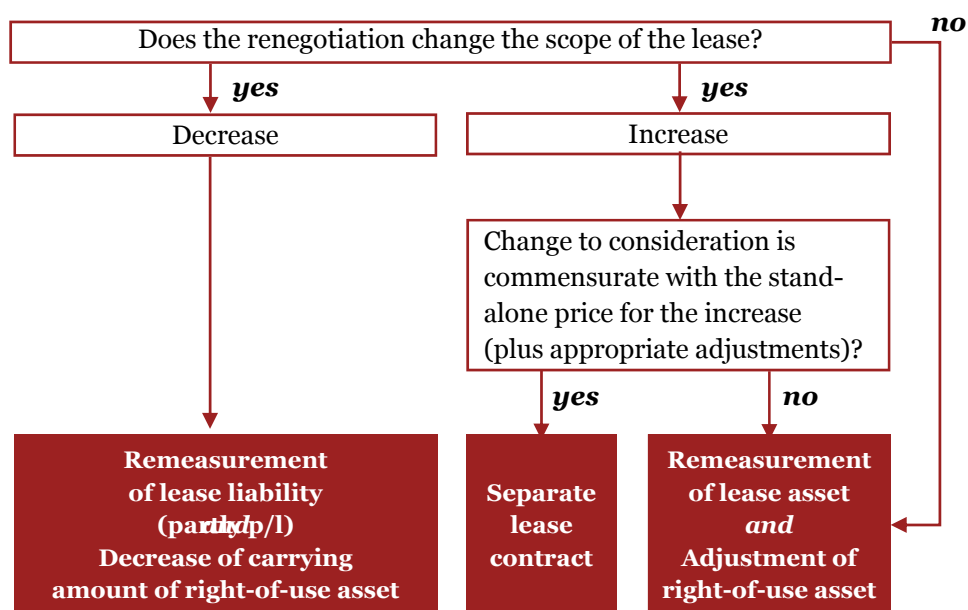 no
Does the renegotiation change the scope of the lease?
yes
yes
Decrease
Increase
Change to consideration is
commensurate with the stand-
alone price for the increase
(plus appropriate adjustments)?
yes
no
Remeasurement
of lease liability
(partly p/l)
and
Decrease of carrying
amount of right-of-use asset
Separate
lease
contract
Remeasurement
of lease asset
and
Adjustment of
right-of-use asset